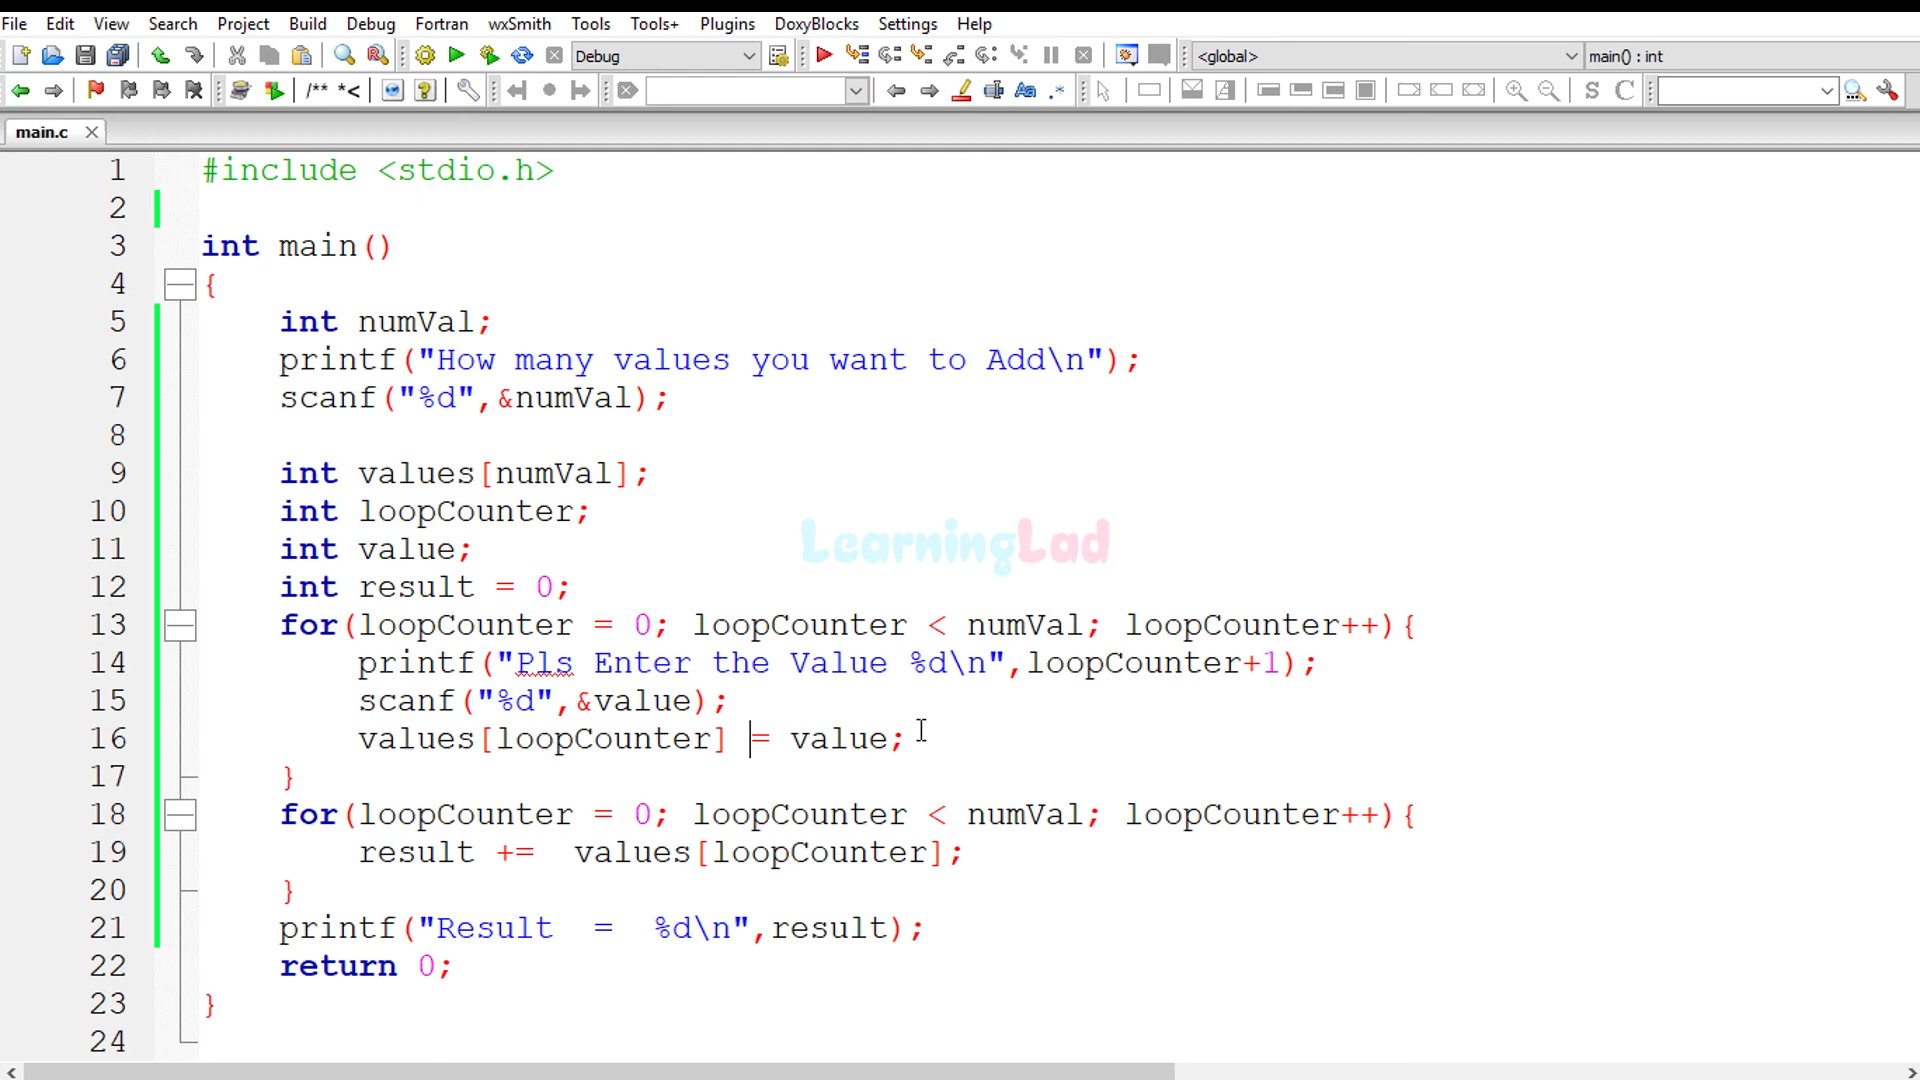 File Edit View Search Project Build Debug Fortran wxSmith Tools Tools+ Plugins DoxyBlocks Settings Help
Debug <global> main() : int
/** *< Aa .* S C
main.c
1 #include <stdio.h>
2
3 int main()
4 {
5 int numVal;
6 printf("How many values you want to Add\n");
7 scanf("%d",&numVal);
8
9 int values[numVal];
10 int loopCounter;
11 int value;
12 int result = 0;
13 for(loopCounter = 0; loopCounter < numVal; loopCounter++){
14 printf("Pls Enter the Value %d\n",loopCounter+1);
15 scanf("%d",&value);
16 values[loopCounter] = value;
17 }
18 for(loopCounter = 0; loopCounter < numVal; loopCounter++){
19 result += values[loopCounter];
20 }
21 printf("Result = %d\n",result);
22 return 0;
23 }
24
LearningLad